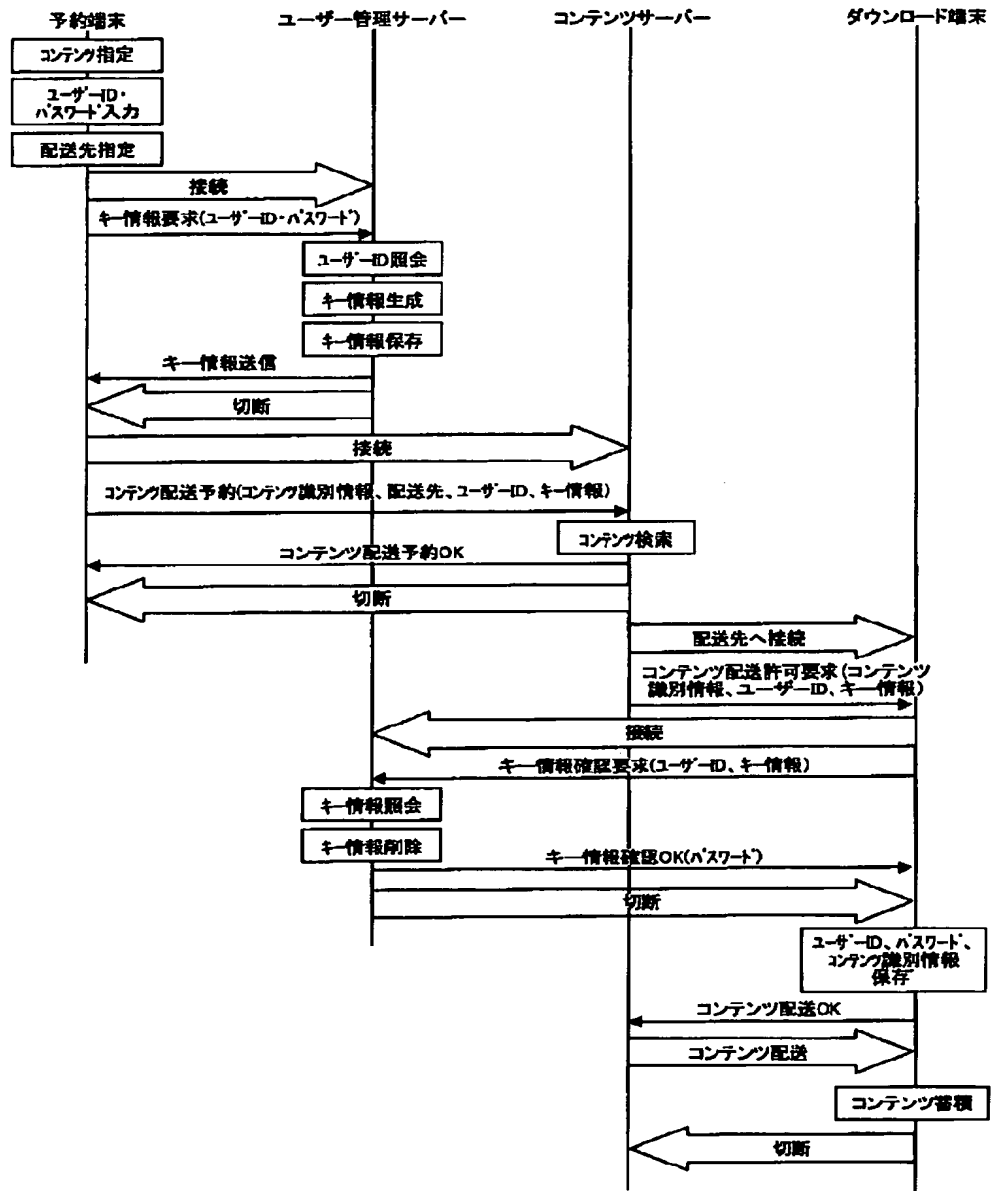 予約端末
ユーザー管理サーバー
コンテンツサーバー
ダウンロード端末
コンテンツ指定
ユーザーID・
パスワード入力
配送先指定
接続
キー情報要求(ユーザーID・パスワード)
ユーザーID照会
キー情報生成
キー情報保存
キー情報送信
切断
接続
コンテンツ配送予約(コンテンツ識別情報、配送先、ユーザーID、キー情報)
コンテンツ検索
コンテンツ配送予約OK
切断
配送先へ接続
コンテンツ配送許可要求(コンテンツ
識別情報、ユーザーID、キー情報)
接続
キー情報確認要求(ユーザーID、キー情報)
キー情報照会
キー情報削除
キー情報確認OK(パスワード)
切断
ユーザーID、パスワード、
コンテンツ識別情報
保存
コンテンツ配送OK
コンテンツ配送
コンテンツ蓄積
切断